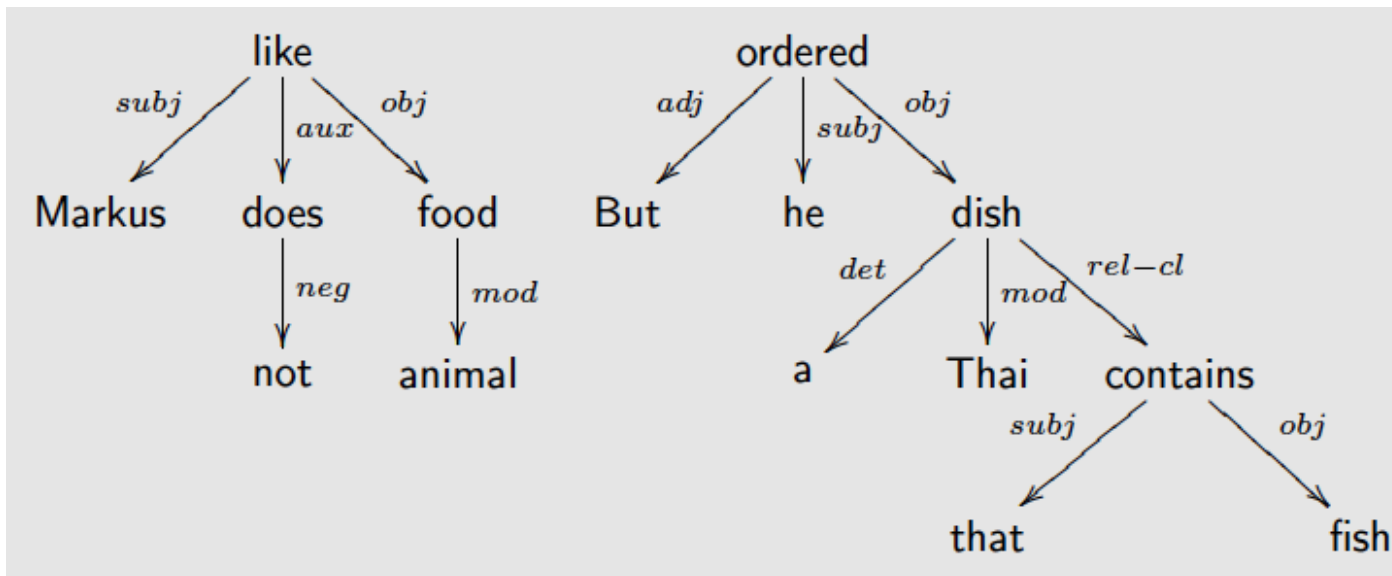 like ordered
subj aux obj adj subj obj
Markus does food But he dish
neg mod det mod rel-cl
not animal a Thai contains
subj obj
that fish